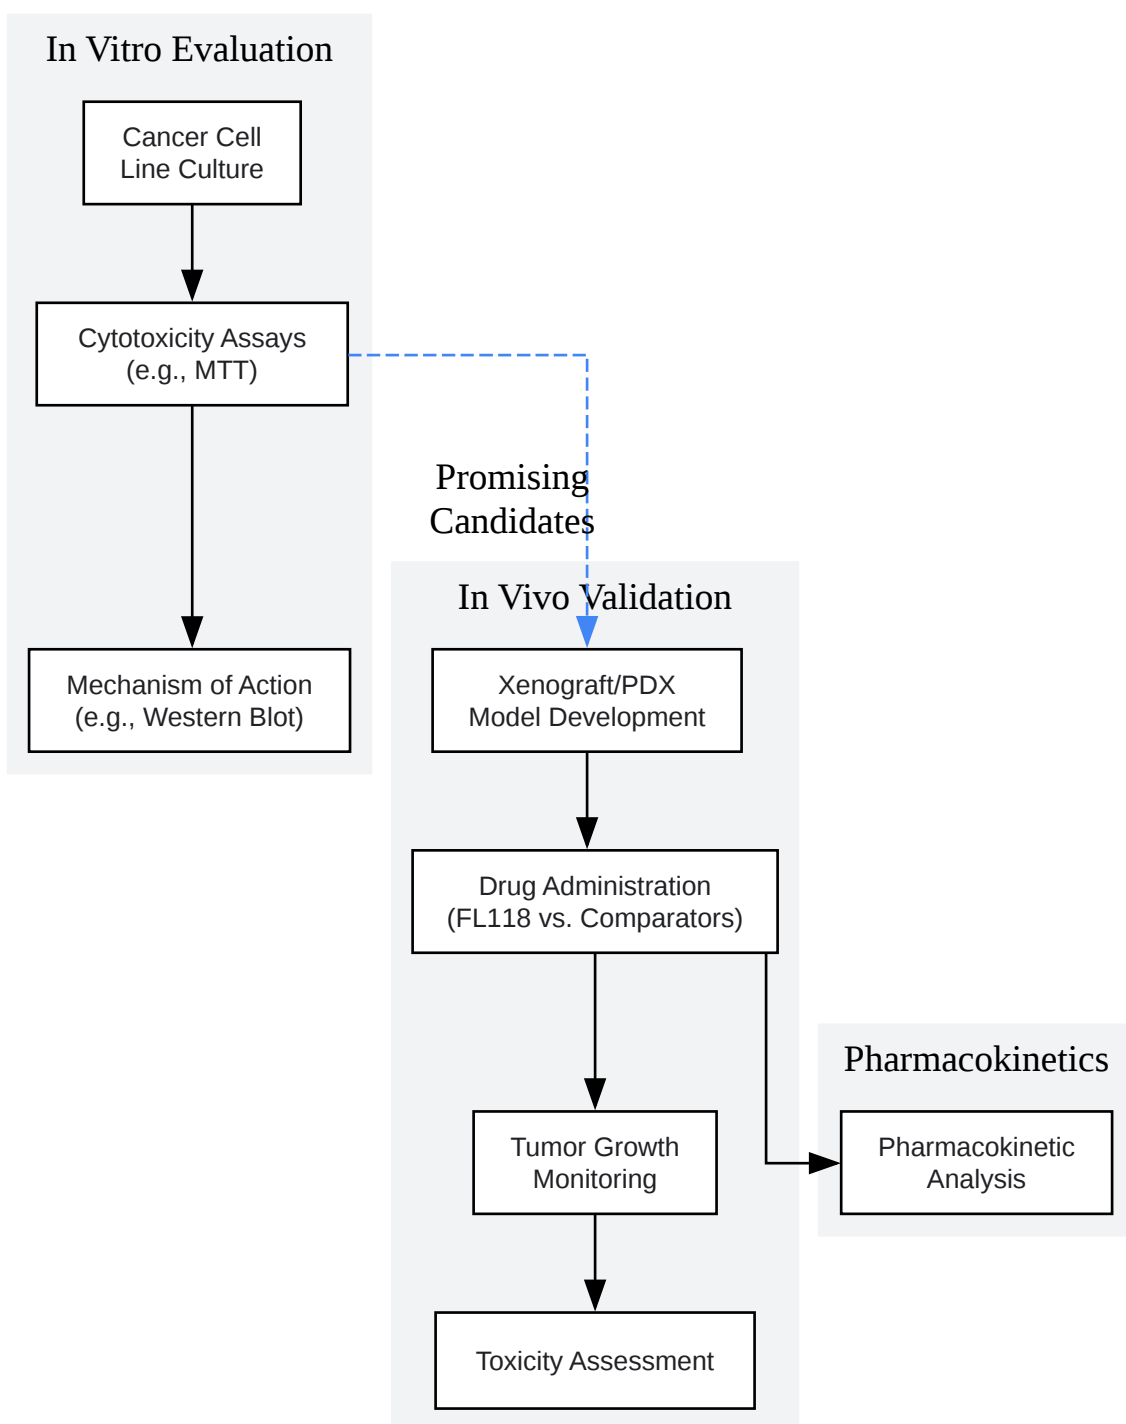 In Vitro Evaluation
Cancer Cell
Line Culture
Cytotoxicity Assays
(e.g., MTT)
Mechanism of Action
(e.g., Western Blot)
Promising
Candidates
In Vivo Validation
Xenograft/PDX
Model Development
Drug Administration
(FL118 vs. Comparators)
Tumor Growth
Monitoring
Toxicity Assessment
Pharmacokinetics
Pharmacokinetic
Analysis